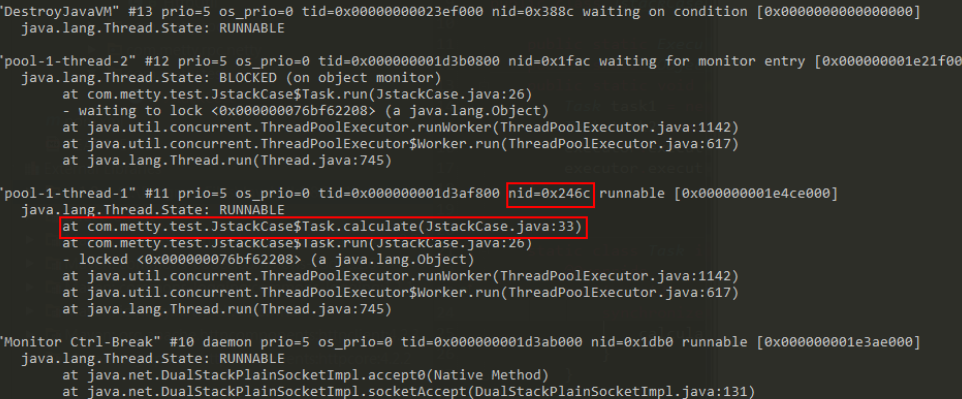 "DestroyJavaVM" #13 prio=5 os_prio=0 tid=0x00000000023ef000 nid=0x388c waiting on condition [0x0000000000000000]
java.lang.Thread.State: RUNNABLE
"pool-1-thread-2" #12 prio=5 os_prio=0 tid=0x000000001d3b0800 nid=0x1fac waiting for monitor entry [0x000000001e21f00
java.lang.Thread.State: BLOCKED (on object monitor)
at com.metty.test.JstackCase$Task.run(JstackCase.java:26)
- waiting to lock <0x000000076bf62208> (a java.lang.Object)
at java.util.concurrent.ThreadPoolExecutor.runWorker(ThreadPoolExecutor.java:1142)
at java.util.concurrent.ThreadPoolExecutor$Worker.run(ThreadPoolExecutor.java:617)
at java.lang.Thread.run(Thread.java:745)
"pool-1-thread-1" #11 prio=5 os_prio=0 tid=0x000000001d3af800 nid=0x246c runnable [0x000000001e4ce000]
java.lang.Thread.State: RUNNABLE
at com.metty.test.JstackCase$Task.calculate(JstackCase.java:33)
at com.metty.test.JstackCase$Task.run(JstackCase.java:26)
- locked <0x000000076bf62208> (a java.lang.Object)
at java.util.concurrent.ThreadPoolExecutor.runWorker(ThreadPoolExecutor.java:1142)
at java.util.concurrent.ThreadPoolExecutor$Worker.run(ThreadPoolExecutor.java:617)
at java.lang.Thread.run(Thread.java:745)
"Monitor Ctrl-Break" #10 daemon prio=5 os_prio=0 tid=0x000000001d3ab000 nid=0x1db0 runnable [0x000000001e3ae000]
java.lang.Thread.State: RUNNABLE
at java.net.DualStackPlainSocketImpl.accept0(Native Method)
at java.net.DualStackPlainSocketImpl.socketAccept(DualStackPlainSocketImpl.java:131)